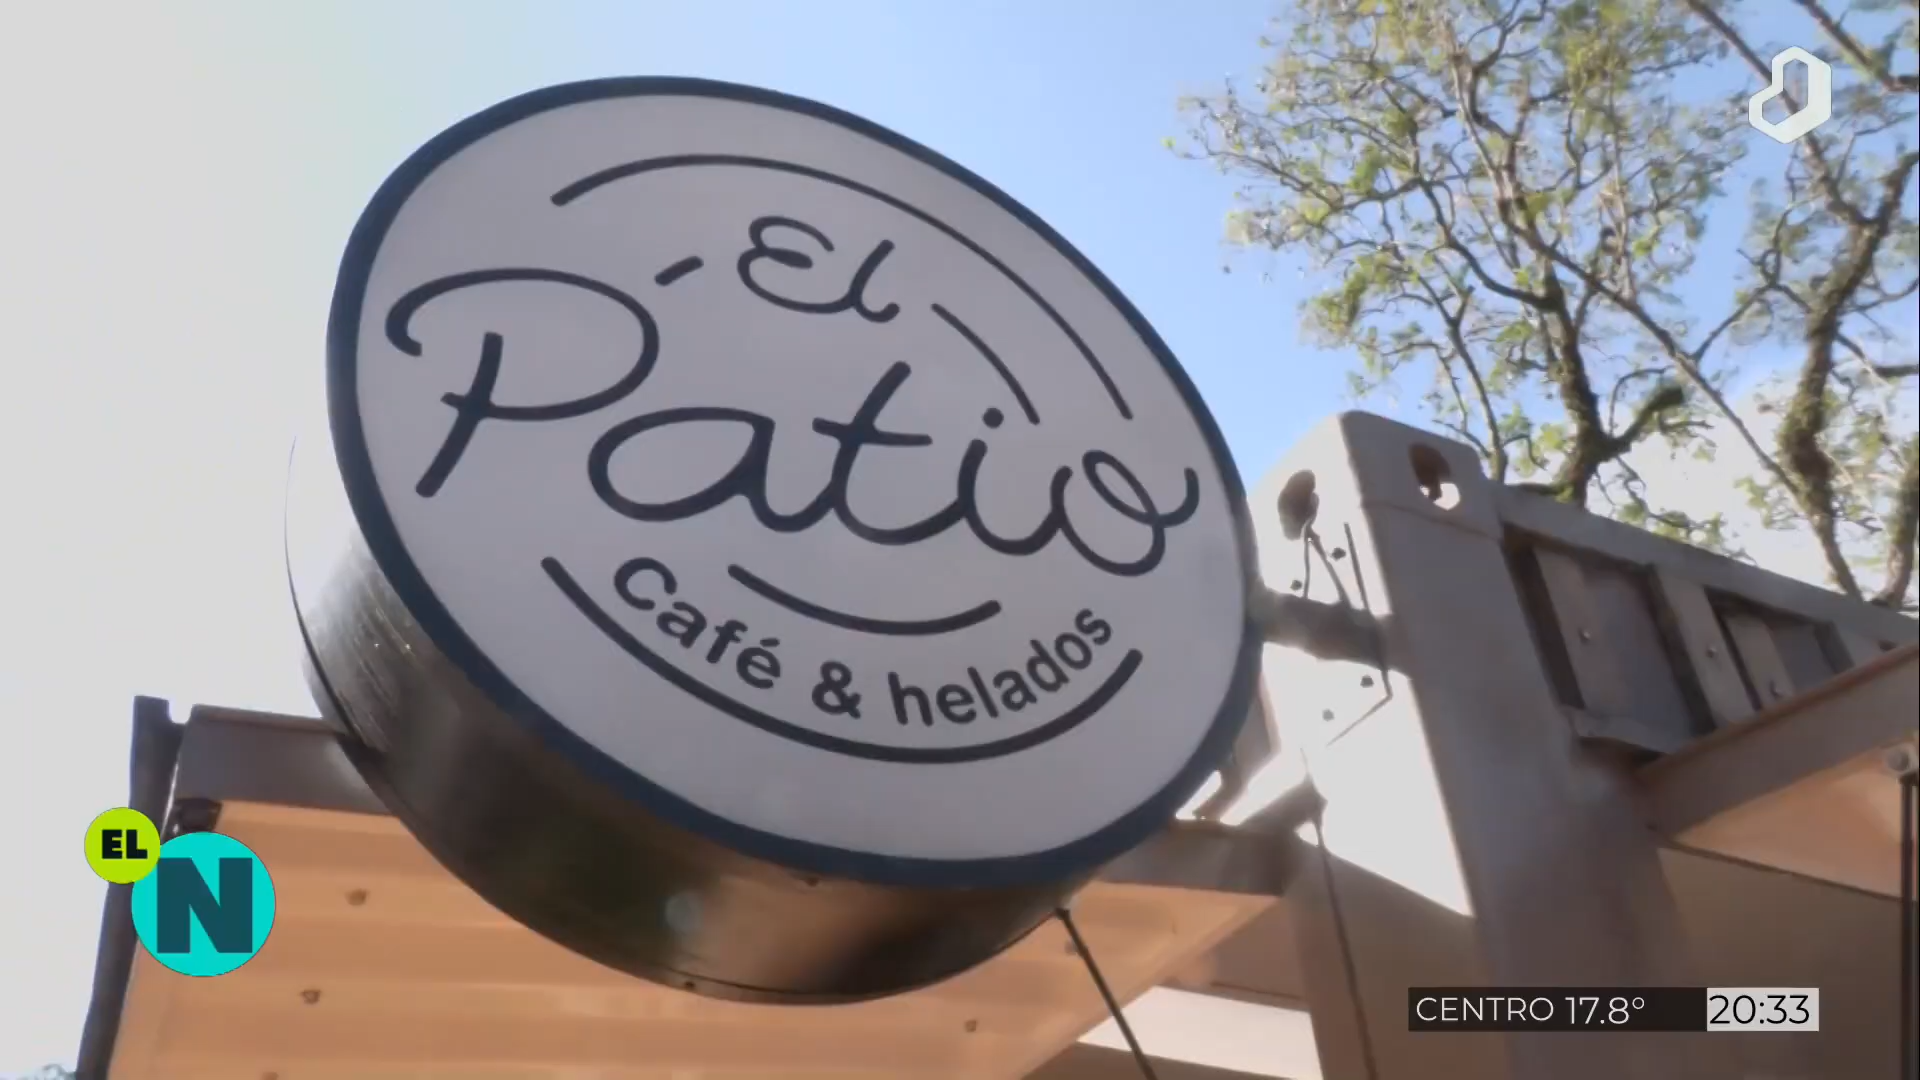 El
Patio
café & helados
EL
N
CENTRO 17.8° 20:33